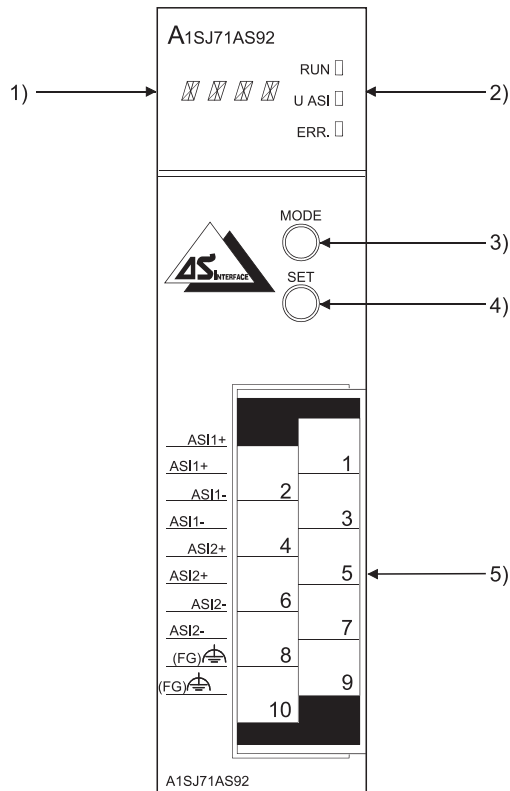 A1SJ71AS92
1)
RUN
2)
U ASI
ERR.
MODE
3)
AS
INTERFACE
SET
4)
ASI1+
ASI1+
1
ASI1-
2
ASI1-
3
ASI2+
4
ASI2+
5
5)
ASI2-
6
ASI2-
7
(FG)
8
(FG)
9
10
A1SJ71AS92